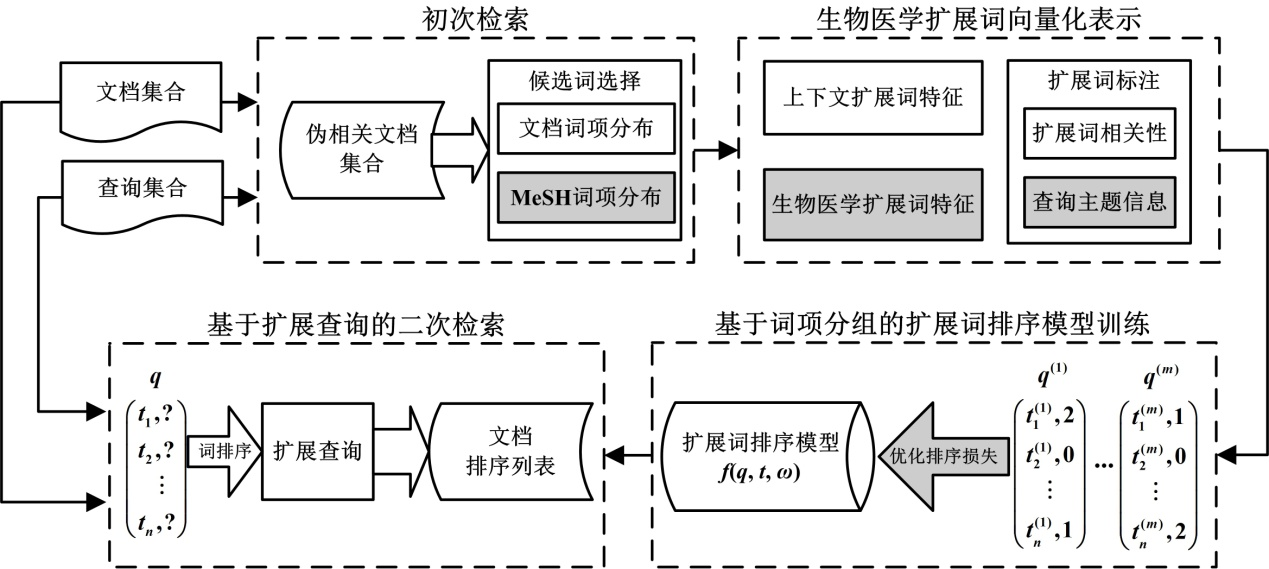 初次检索
生物医学扩展词向量化表示
文档集合
查询集合
伪相关文档
集合
候选词选择
文档词项分布
MeSH词项分布
上下文扩展词特征
生物医学扩展词特征
扩展词标注
扩展词相关性
查询主题信息
基于扩展查询的二次检索
q
t₁,?
t₂,?
⋮
tₙ,?
词排序
扩展查询
文档
排序列表
基于词项分组的扩展词排序模型训练
扩展词排序模型
f(q, t, ω)
优化排序损失
q⁽¹⁾
t₁⁽¹⁾,2
t₂⁽¹⁾,0
⋮
tₙ⁽¹⁾,1
...
q⁽ᵐ⁾
t₁⁽ᵐ⁾,1
t₂⁽ᵐ⁾,0
⋮
tₙ⁽ᵐ⁾,2